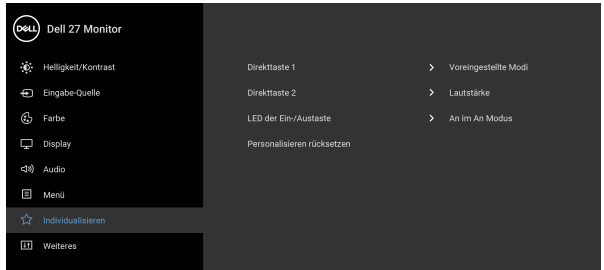 DELL Dell 27 Monitor
Helligkeit/Kontrast
Eingabe-Quelle
Farbe
Display
Audio
Menü
Individualisieren
Weiteres
Direkttaste 1 > Voreingestellte Modi
Direkttaste 2 > Lautstärke
LED der Ein-/Austaste > An im An Modus
Personalisieren rücksetzen